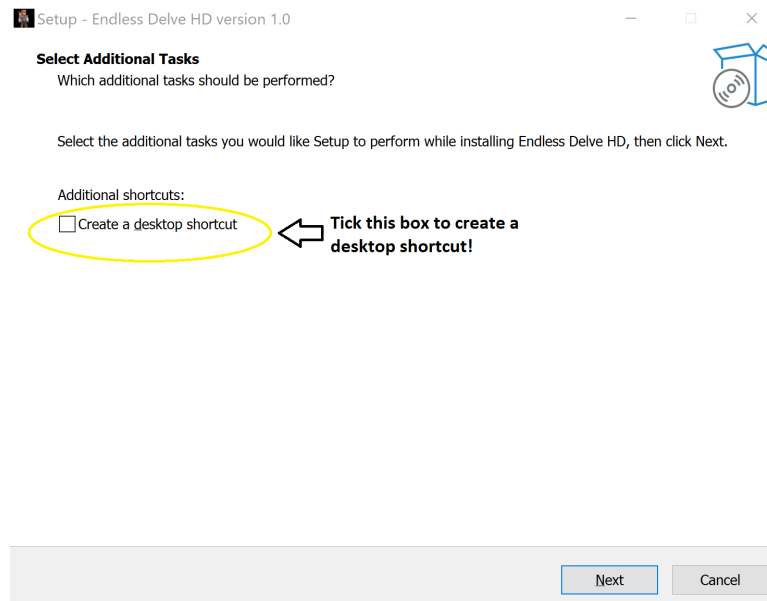 Setup - Endless Delve HD version 1.0
Select Additional Tasks
Which additional tasks should be performed?
Select the additional tasks you would like Setup to perform while installing Endless Delve HD, then click Next.
Additional shortcuts:
Create a desktop shortcut
Tick this box to create a
desktop shortcut!
Next
Cancel